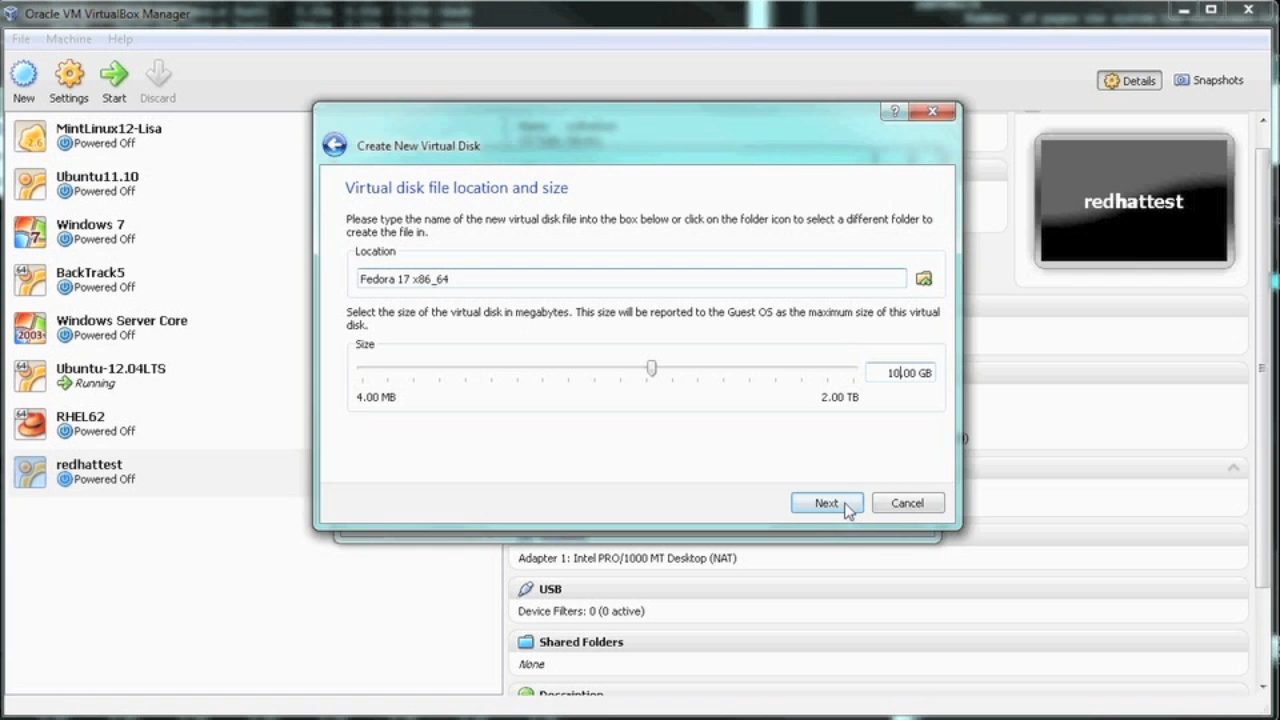 Oracle VM VirtualBox Manager
File Machine Help
New Settings Start Discard
Details Snapshots
MintLinux12-Lisa
Powered Off
Ubuntu11.10
Powered Off
Windows 7
Powered Off
64 BackTrack5
Powered Off
2003 Windows Server Core
Powered Off
64 Ubuntu-12.04LTS
Running
64 RHEL62
Powered Off
redhattest
Powered Off
?
Create New Virtual Disk
Virtual disk file location and size
Please type the name of the new virtual disk file into the box below or click on the folder icon to select a different folder to
create the file in.
Location
Fedora 17 x86_64
Select the size of the virtual disk in megabytes. This size will be reported to the Guest OS as the maximum size of this virtual
disk.
Size
10.00 GB
4.00 MB 2.00 TB
Next Cancel
redhattest
Adapter 1: Intel PRO/1000 MT Desktop (NAT)
USB
Device Filters: 0 (0 active)
Shared Folders
None
Description